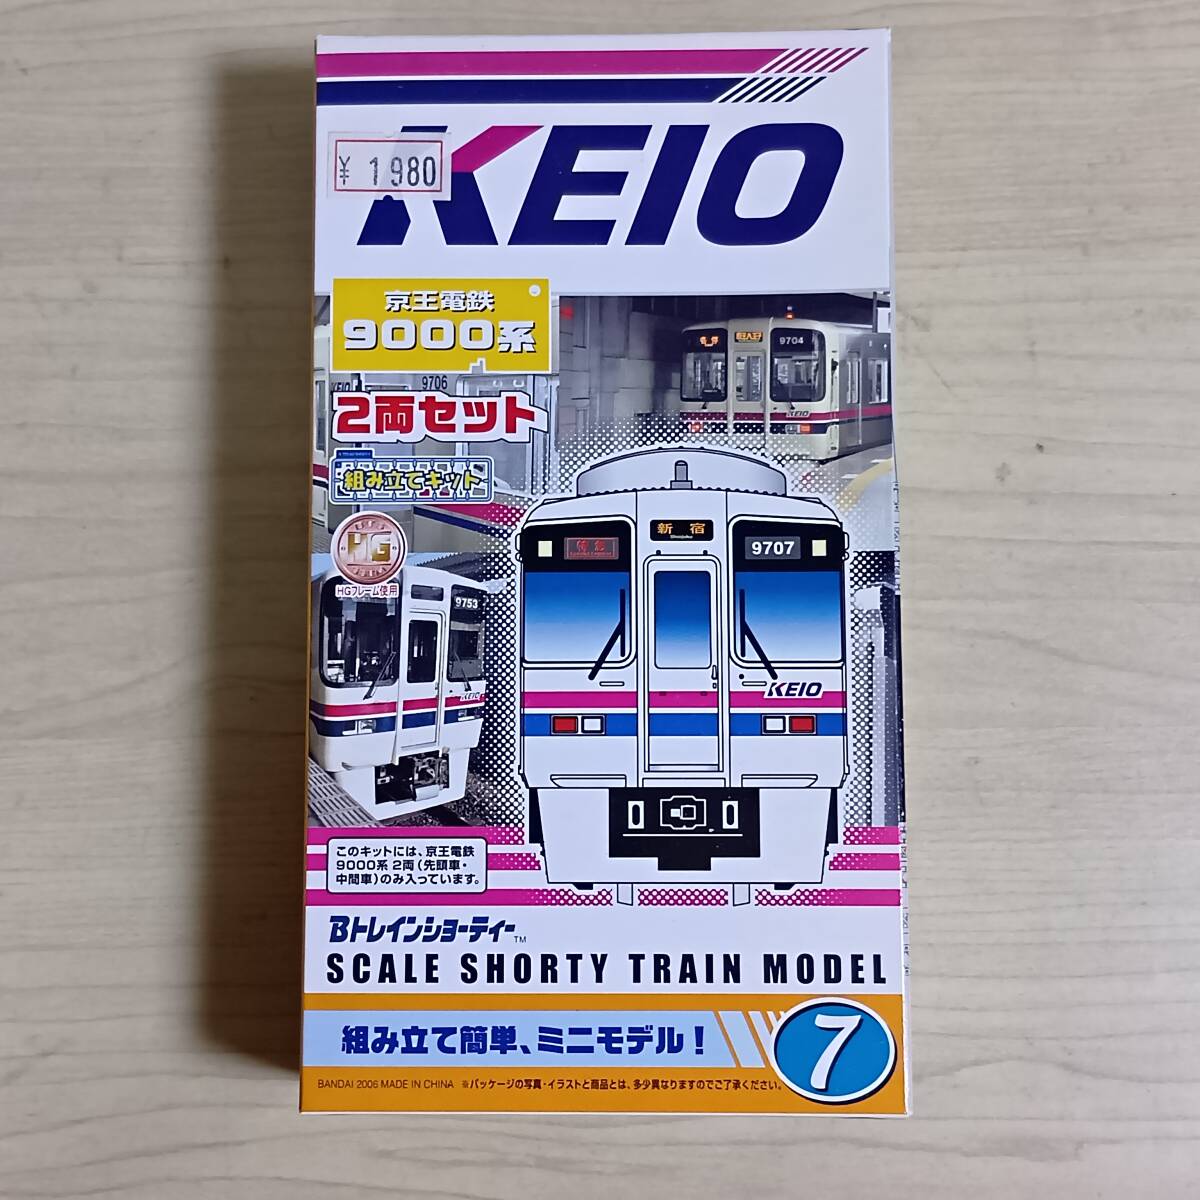 KEIO
¥ 1980
京王電鉄
9000系
2両セット
組み立てキット
HG
HGフレーム使用
9706
9704
KEIO
新宿
Shinjuku
特急
9707
KEIO
9753
KEIO
このキットには、京王電鉄
9000系 2両(先頭車・
中間車)のみ入っています。
Bトレインショーティー™
SCALE SHORTY TRAIN MODEL
組み立て簡単、ミニモデル!
7
BANDAI 2006 MADE IN CHINA ※パッケージの写真・イラストと商品とは、多少異なりますのでご了承ください。